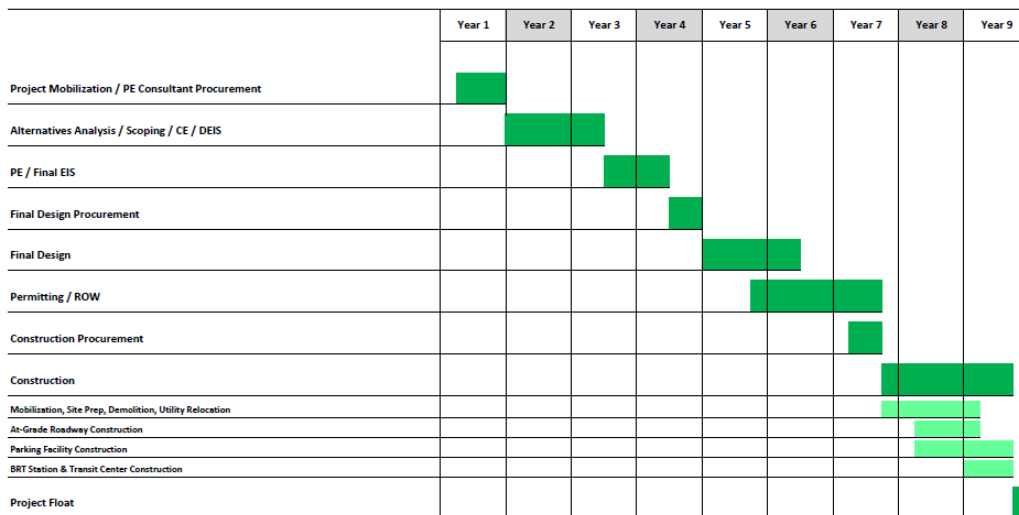 Year 1 Year 2 Year 3 Year 4 Year 5 Year 6 Year 7 Year 8 Year 9
Project Mobilization / PE Consultant Procurement
Alternatives Analysis / Scoping / CE / DEIS
PE / Final EIS
Final Design Procurement
Final Design
Permitting / ROW
Construction Procurement
Construction
Mobilization, Site Prep, Demolition, Utility Relocation
At-Grade Roadway Construction
Parking Facility Construction
BRT Station & Transit Center Construction
Project Float